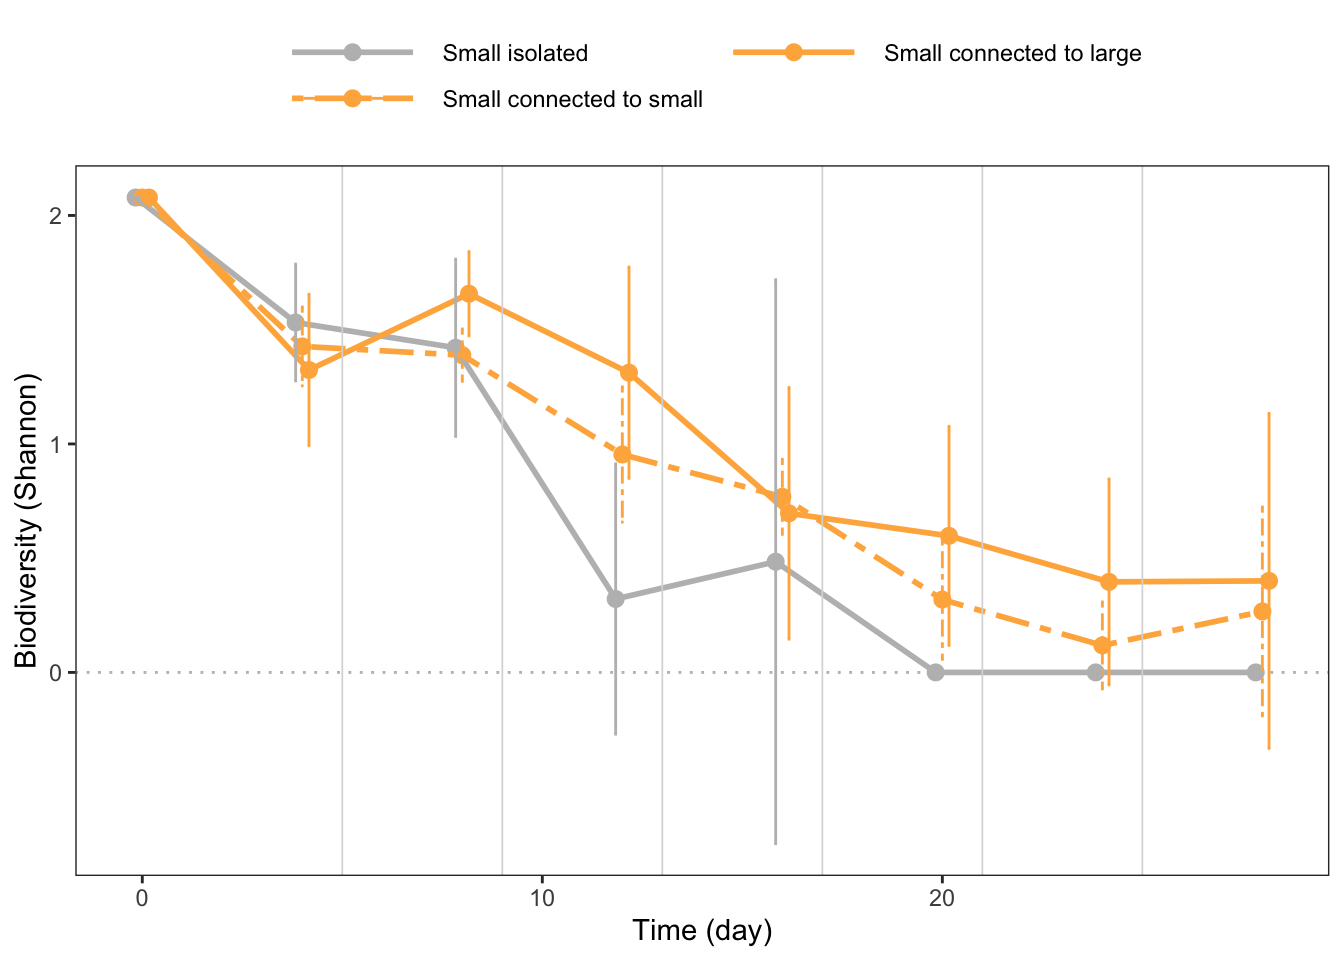 Small isolated
Small connected to large
Small connected to small
Biodiversity (Shannon)
2
1
0
0
10
20
Time (day)